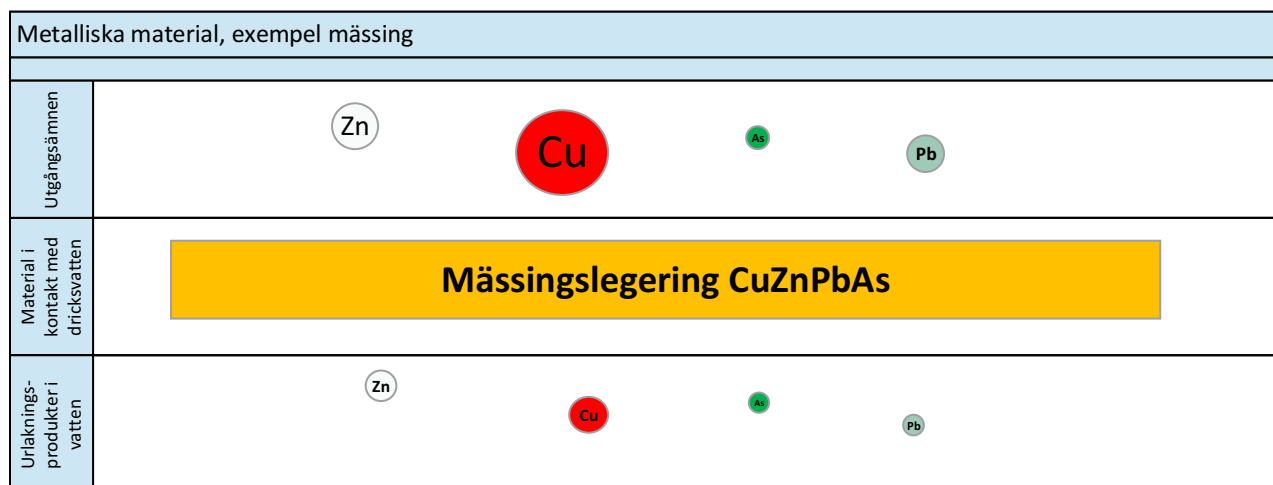 Metalliska material, exempel mässing
Utgångsämnen
Zn
Cu
As
Pb
Material i
kontakt med
dricksvatten
Mässingslegering CuZnPbAs
Urlaknings-
produkter i
vatten
Zn
Cu
As
Pb